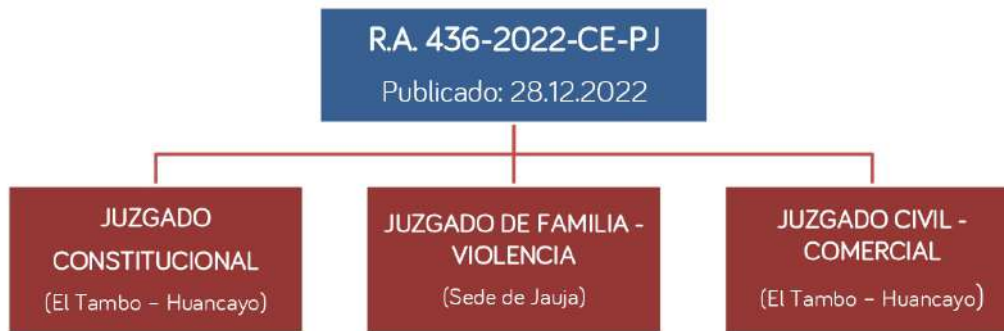 R.A. 436-2022-CE-PJ
Publicado: 28.12.2022
JUZGADO
CONSTITUCIONAL
(El Tambo – Huancayo)
JUZGADO DE FAMILIA -
VIOLENCIA
(Sede de Jauja)
JUZGADO CIVIL -
COMERCIAL
(El Tambo – Huancayo)